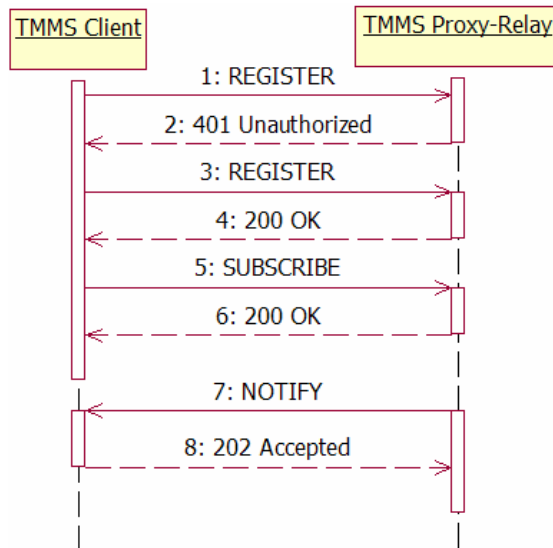 TMMS Client
TMMS Proxy-Relay
1: REGISTER
2: 401 Unauthorized
3: REGISTER
4: 200 OK
5: SUBSCRIBE
6: 200 OK
7: NOTIFY
8: 202 Accepted